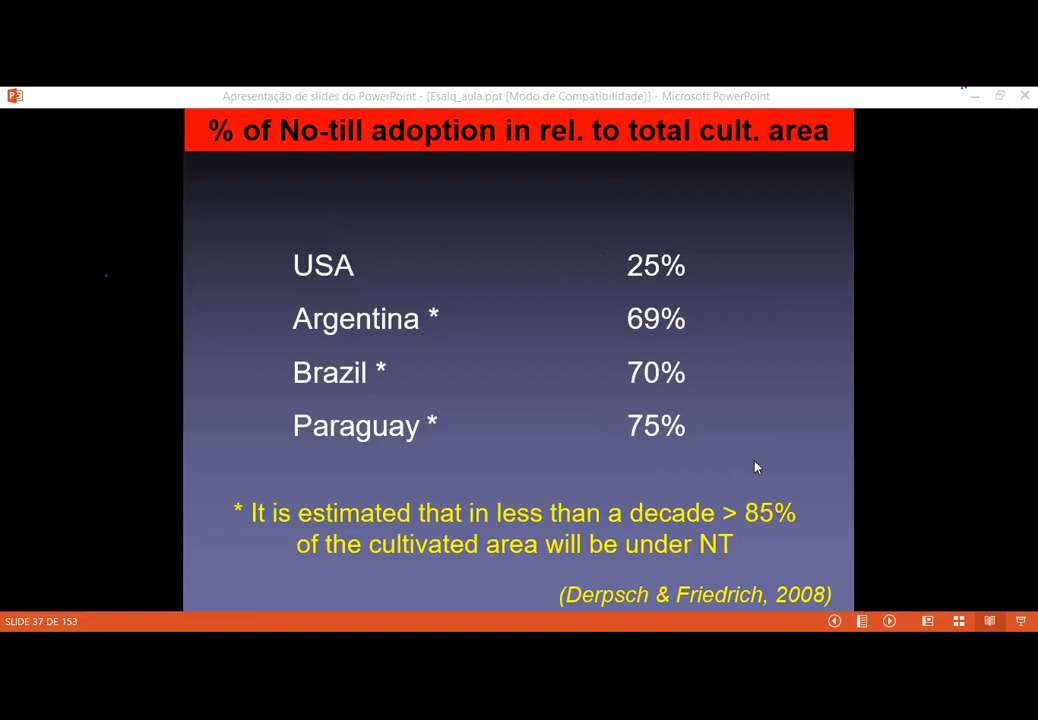 Apresentação de slides do PowerPoint - [Esalq_aula.ppt [Modo de Compatibilidade]] - Microsoft PowerPoint
% of No-till adoption in rel. to total cult. area
USA 25%
Argentina * 69%
Brazil * 70%
Paraguay * 75%
* It is estimated that in less than a decade > 85%
of the cultivated area will be under NT
(Derpsch & Friedrich, 2008)
SLIDE 37 DE 153